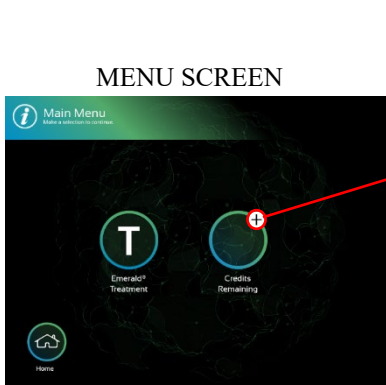 MENU SCREEN
i
Main Menu
Make a selection to continue
T
Emerald®
Treatment
+
Credits
Remaining
Home